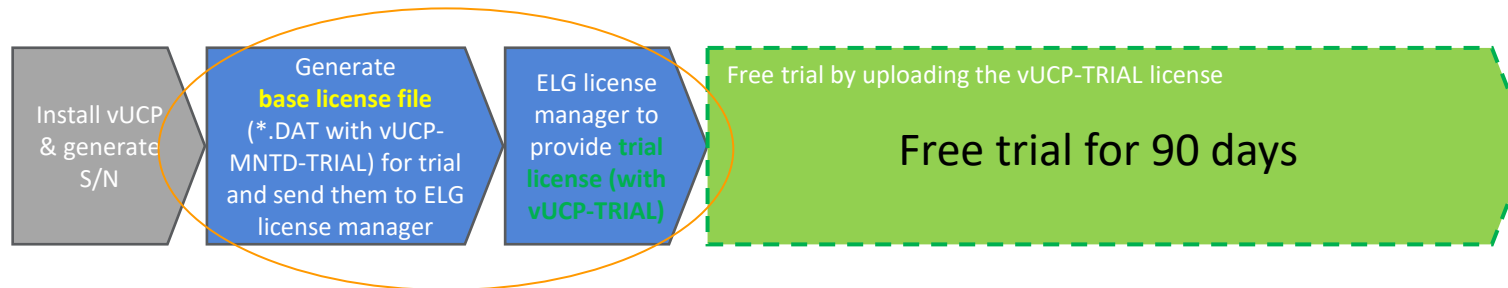 Install vUCP
& generate
S/N
Generate
base license file
(*.DAT with vUCP-
MNTD-TRIAL) for trial
and send them to ELG
license manager
ELG license
manager to
provide trial
license (with
vUCP-TRIAL)
Free trial by uploading the vUCP-TRIAL license
Free trial for 90 days